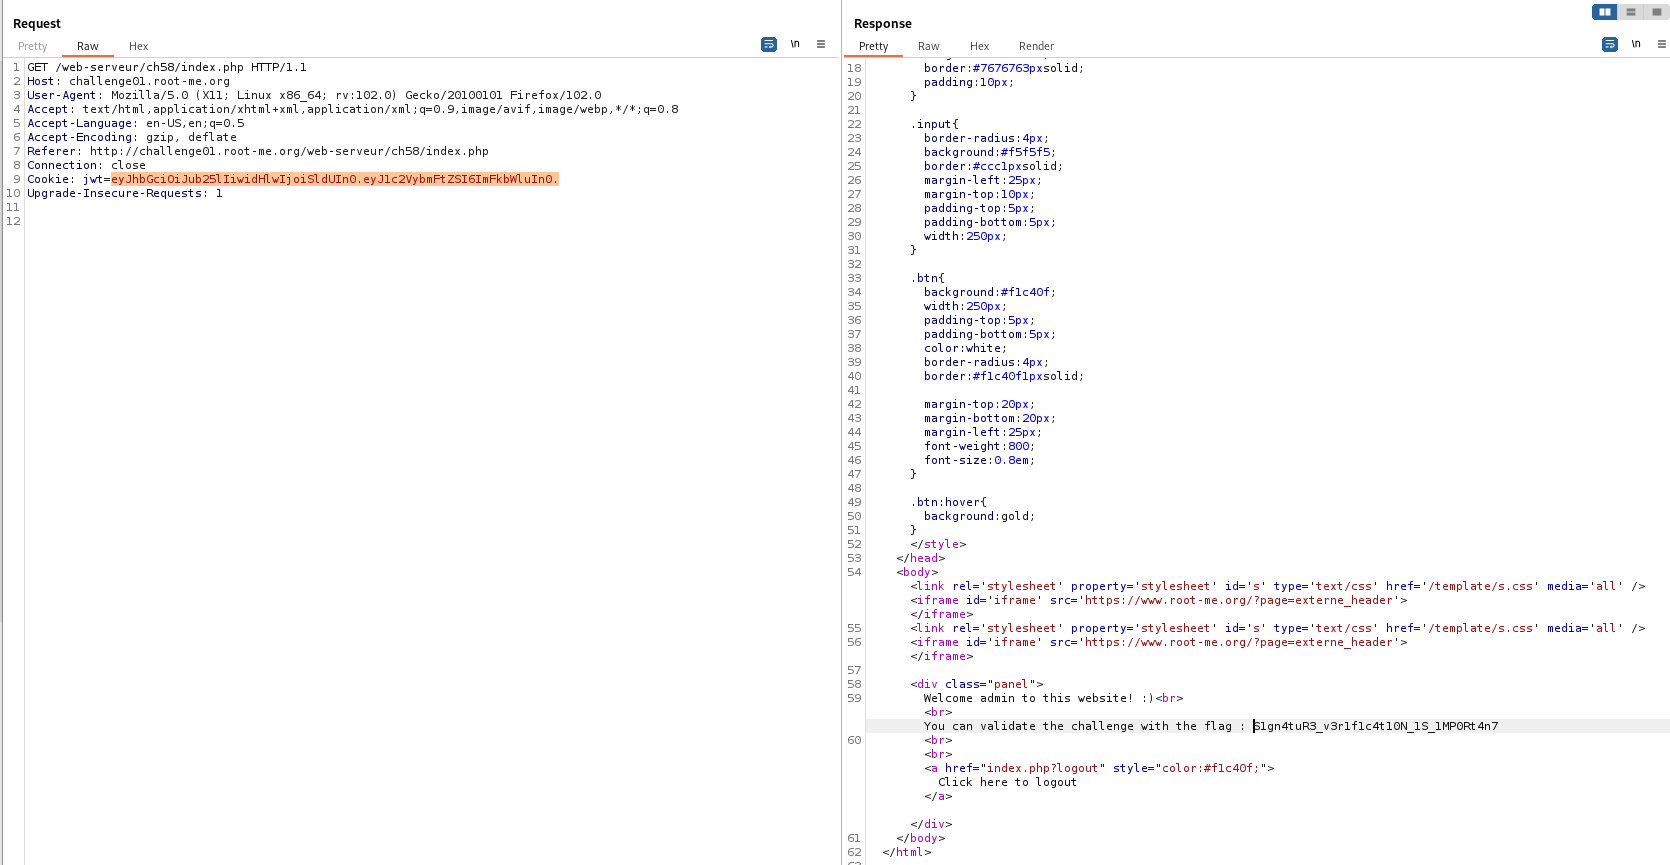 Request
Pretty Raw Hex
\n
1 GET /web-serveur/ch58/index.php HTTP/1.1
2 Host: challenge01.root-me.org
3 User-Agent: Mozilla/5.0 (X11; Linux x86_64; rv:102.0) Gecko/20100101 Firefox/102.0
4 Accept: text/html,application/xhtml+xml,application/xml;q=0.9,image/avif,image/webp,*/*;q=0.8
5 Accept-Language: en-US,en;q=0.5
6 Accept-Encoding: gzip, deflate
7 Referer: http://challenge01.root-me.org/web-serveur/ch58/index.php
8 Connection: close
9 Cookie: jwt=eyJhbGciOiJub25lIiwidHlwIjoiSldUIn0.eyJ1c2VybmFtZSI6ImFkbWluIn0.
10 Upgrade-Insecure-Requests: 1
11
12
Response
Pretty Raw Hex Render
\n
18 border:#7676763pxsolid;
19 padding:10px;
20 }
21
22 .input{
23 border-radius:4px;
24 background:#f5f5f5;
25 border:#ccc1pxsolid;
26 margin-left:25px;
27 margin-top:10px;
28 padding-top:5px;
29 padding-bottom:5px;
30 width:250px;
31 }
32
33 .btn{
34 background:#f1c40f;
35 width:250px;
36 padding-top:5px;
37 padding-bottom:5px;
38 color:white;
39 border-radius:4px;
40 border:#f1c40f1pxsolid;
41
42 margin-top:20px;
43 margin-bottom:20px;
44 margin-left:25px;
45 font-weight:800;
46 font-size:0.8em;
47 }
48
49 .btn:hover{
50 background:gold;
51 }
52 </style>
53 </head>
54 <body>
<link rel='stylesheet' property='stylesheet' id='s' type='text/css' href='/template/s.css' media='all' />
<iframe id='iframe' src='https://www.root-me.org/?page=externe_header'>
</iframe>
55 <link rel='stylesheet' property='stylesheet' id='s' type='text/css' href='/template/s.css' media='all' />
56 <iframe id='iframe' src='https://www.root-me.org/?page=externe_header'>
</iframe>
57
58 <div class="panel">
59 Welcome admin to this website! :)<br>
<br>
You can validate the challenge with the flag : S1gn4tuR3_v3r1f1c4t10N_1S_1MP0Rt4n7
60 <br>
<br>
<a href="index.php?logout" style="color:#f1c40f;">
Click here to logout
</a>
</div>
61 </body>
62 </html>